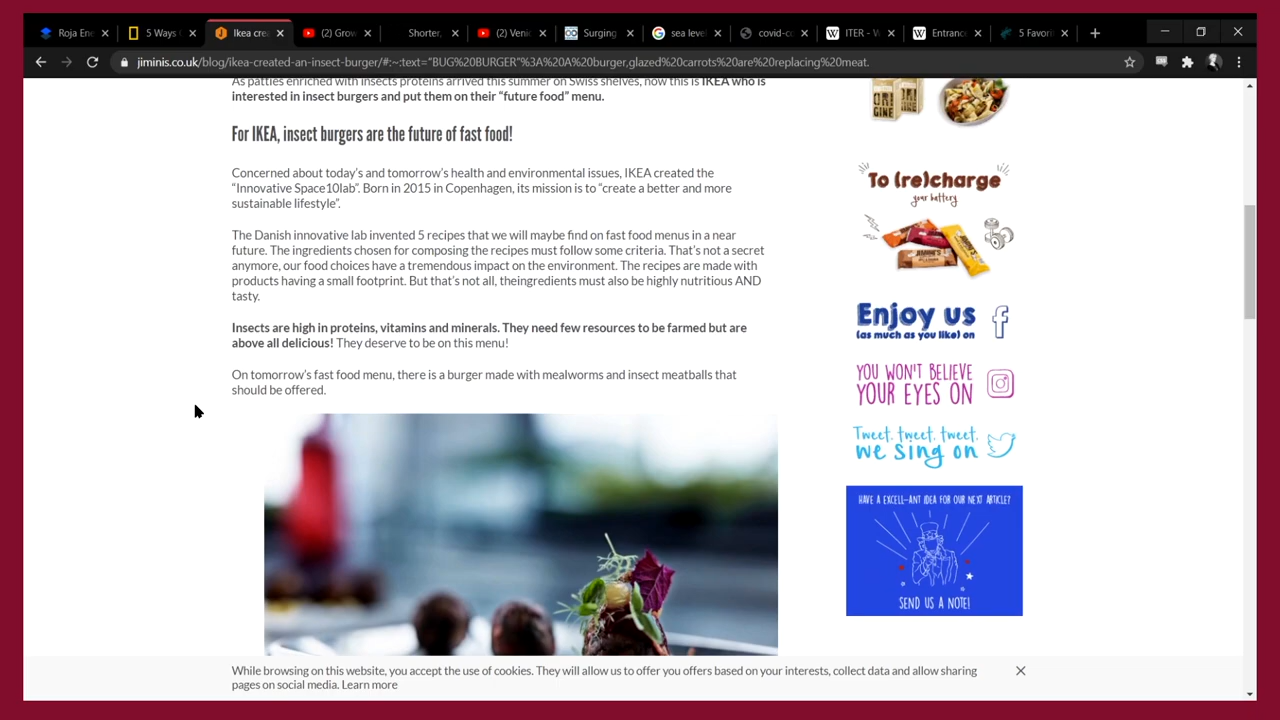 Roja Ene
5 Ways
Ikea cre
(2) Grow
Shorter,
(2) Veni
Surging
sea level
covid-co
ITER - W
Entranc
5 Favori
jiminis.co.uk/blog/ikea-created-an-insect-burger/#:~:text="BUG%20BURGER"%3A%20A%20burger,glazed%20carrots%20are%20replacing%20meat.
As patties enriched with insects proteins arrived this summer on Swiss shelves, now this is IKEA who is
interested in insect burgers and put them on their “future food” menu.
For IKEA, insect burgers are the future of fast food!
Concerned about today’s and tomorrow’s health and environmental issues, IKEA created the
“Innovative Space10lab”. Born in 2015 in Copenhagen, its mission is to “create a better and more
sustainable lifestyle”.
The Danish innovative lab invented 5 recipes that we will maybe find on fast food menus in a near
future. The ingredients chosen for composing the recipes must follow some criteria. That’s not a secret
anymore, our food choices have a tremendous impact on the environment. The recipes are made with
products having a small footprint. But that’s not all, theingredients must also be highly nutritious AND
tasty.
Insects are high in proteins, vitamins and minerals. They need few resources to be farmed but are
above all delicious! They deserve to be on this menu!
On tomorrow’s fast food menu, there is a burger made with mealworms and insect meatballs that
should be offered.
To (re)charge
your battery
Enjoy us
(as much as you like) on
YOU WON'T BELIEVE
YOUR EYES ON
Tweet, tweet, tweet,
we sing on
HAVE A EXCELL-ANT IDEA FOR OUR NEXT ARTICLE?
SEND US A NOTE!
While browsing on this website, you accept the use of cookies. They will allow us to offer you offers based on your interests, collect data and allow sharing
pages on social media. Learn more